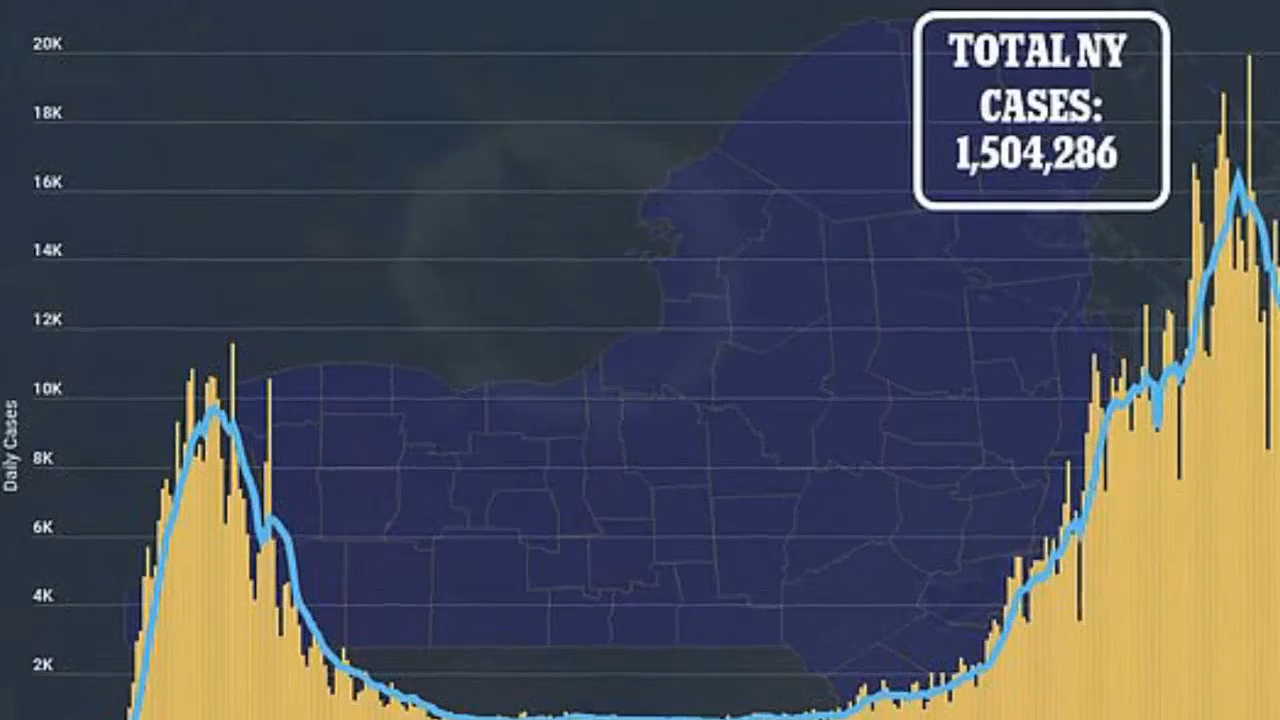 TOTAL NY
CASES:
1,504,286
20K
18K
16K
14K
12K
10K
8K
6K
4K
2K
Daily Cases